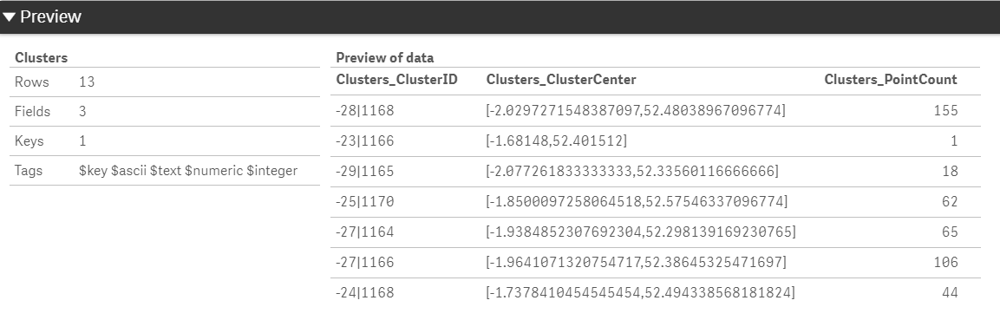 Preview
Clusters
Rows 13
Fields 3
Keys 1
Tags $key $ascii $text $numeric $integer
Preview of data
Clusters_ClusterID Clusters_ClusterCenter Clusters_PointCount
-28|1168 [-2.0297271548387097,52.48038967096774] 155
-23|1166 [-1.68148,52.401512] 1
-29|1165 [-2.077261833333333,52.33560116666666] 18
-25|1170 [-1.8500097258064518,52.57546337096774] 62
-27|1164 [-1.9384852307692304,52.298139169230765] 65
-27|1166 [-1.9641071320754717,52.38645325471697] 106
-24|1168 [-1.7378410454545454,52.494338568181824] 44